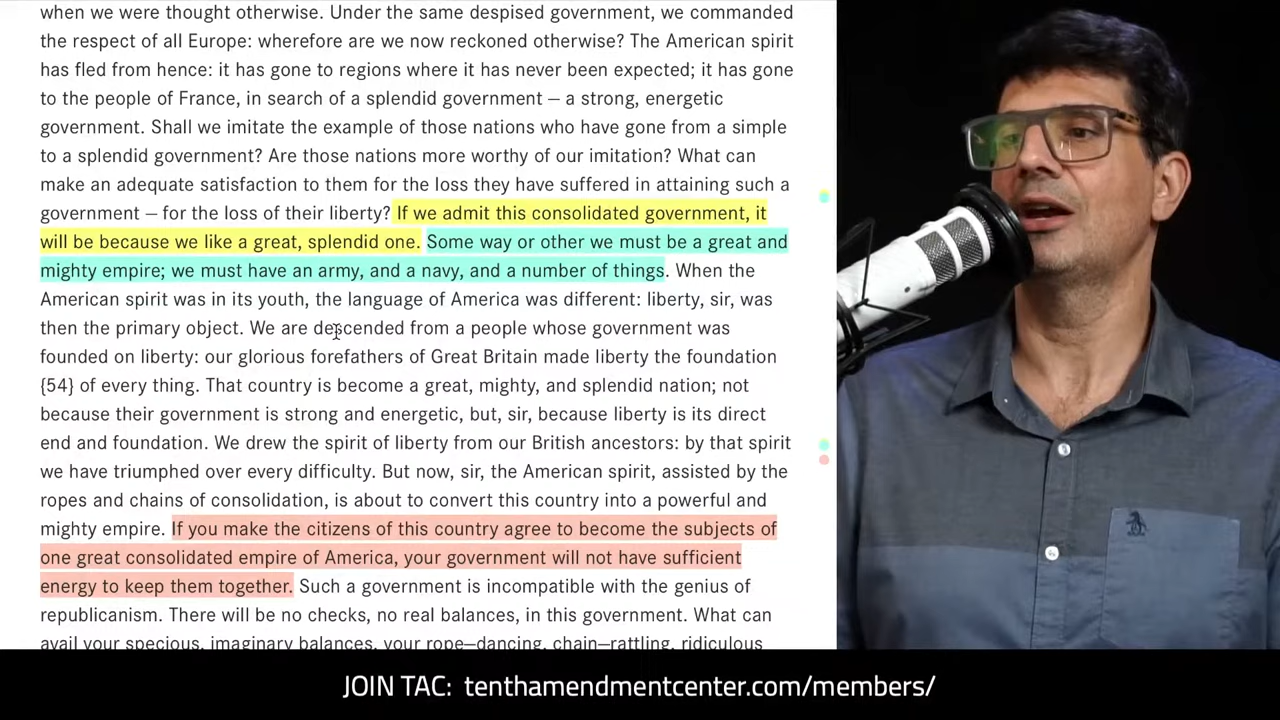 when we were thought otherwise. Under the same despised government, we commanded
the respect of all Europe: wherefore are we now reckoned otherwise? The American spirit
has fled from hence: it has gone to regions where it has never been expected; it has gone
to the people of France, in search of a splendid government — a strong, energetic
government. Shall we imitate the example of those nations who have gone from a simple
to a splendid government? Are those nations more worthy of our imitation? What can
make an adequate satisfaction to them for the loss they have suffered in attaining such a
government — for the loss of their liberty? If we admit this consolidated government, it
will be because we like a great, splendid one. Some way or other we must be a great and
mighty empire; we must have an army, and a navy, and a number of things. When the
American spirit was in its youth, the language of America was different: liberty, sir, was
then the primary object. We are descended from a people whose government was
founded on liberty: our glorious forefathers of Great Britain made liberty the foundation
{54} of every thing. That country is become a great, mighty, and splendid nation; not
because their government is strong and energetic, but, sir, because liberty is its direct
end and foundation. We drew the spirit of liberty from our British ancestors: by that spirit
we have triumphed over every difficulty. But now, sir, the American spirit, assisted by the
ropes and chains of consolidation, is about to convert this country into a powerful and
mighty empire. If you make the citizens of this country agree to become the subjects of
one great consolidated empire of America, your government will not have sufficient
energy to keep them together. Such a government is incompatible with the genius of
republicanism. There will be no checks, no real balances, in this government. What can
avail your specious, imaginary balances, your rope—dancing, chain—rattling, ridiculous
JOIN TAC: tenthamendmentcenter.com/members/